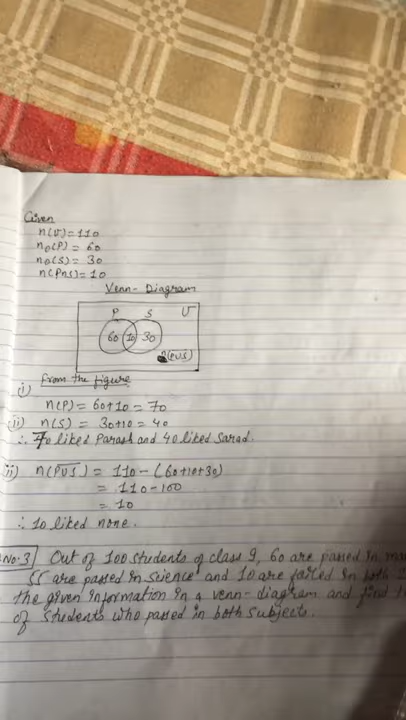 Given
n(U)=110
n₀(P) = 60
n₀(S) = 30
n(P∩S)=10
Venn-Diagram
P S U
60 10 30
n(PUS)
from the figure
i)
n(P) = 60+10 = 70
ii) n(S) = 30+10 = 40
∴ 70 liked Parash and 40 liked Sarad.
ii) n(P̅U̅S̅) = 110-(60+10+30)
= 110-100
= 10
∴ 10 liked none.
No.3 Out of 100 students of class 9, 60 are passed in
are passed in science and 10 are failed in both
the given information in a venn-diagram and find
of students who passed in both subjects.